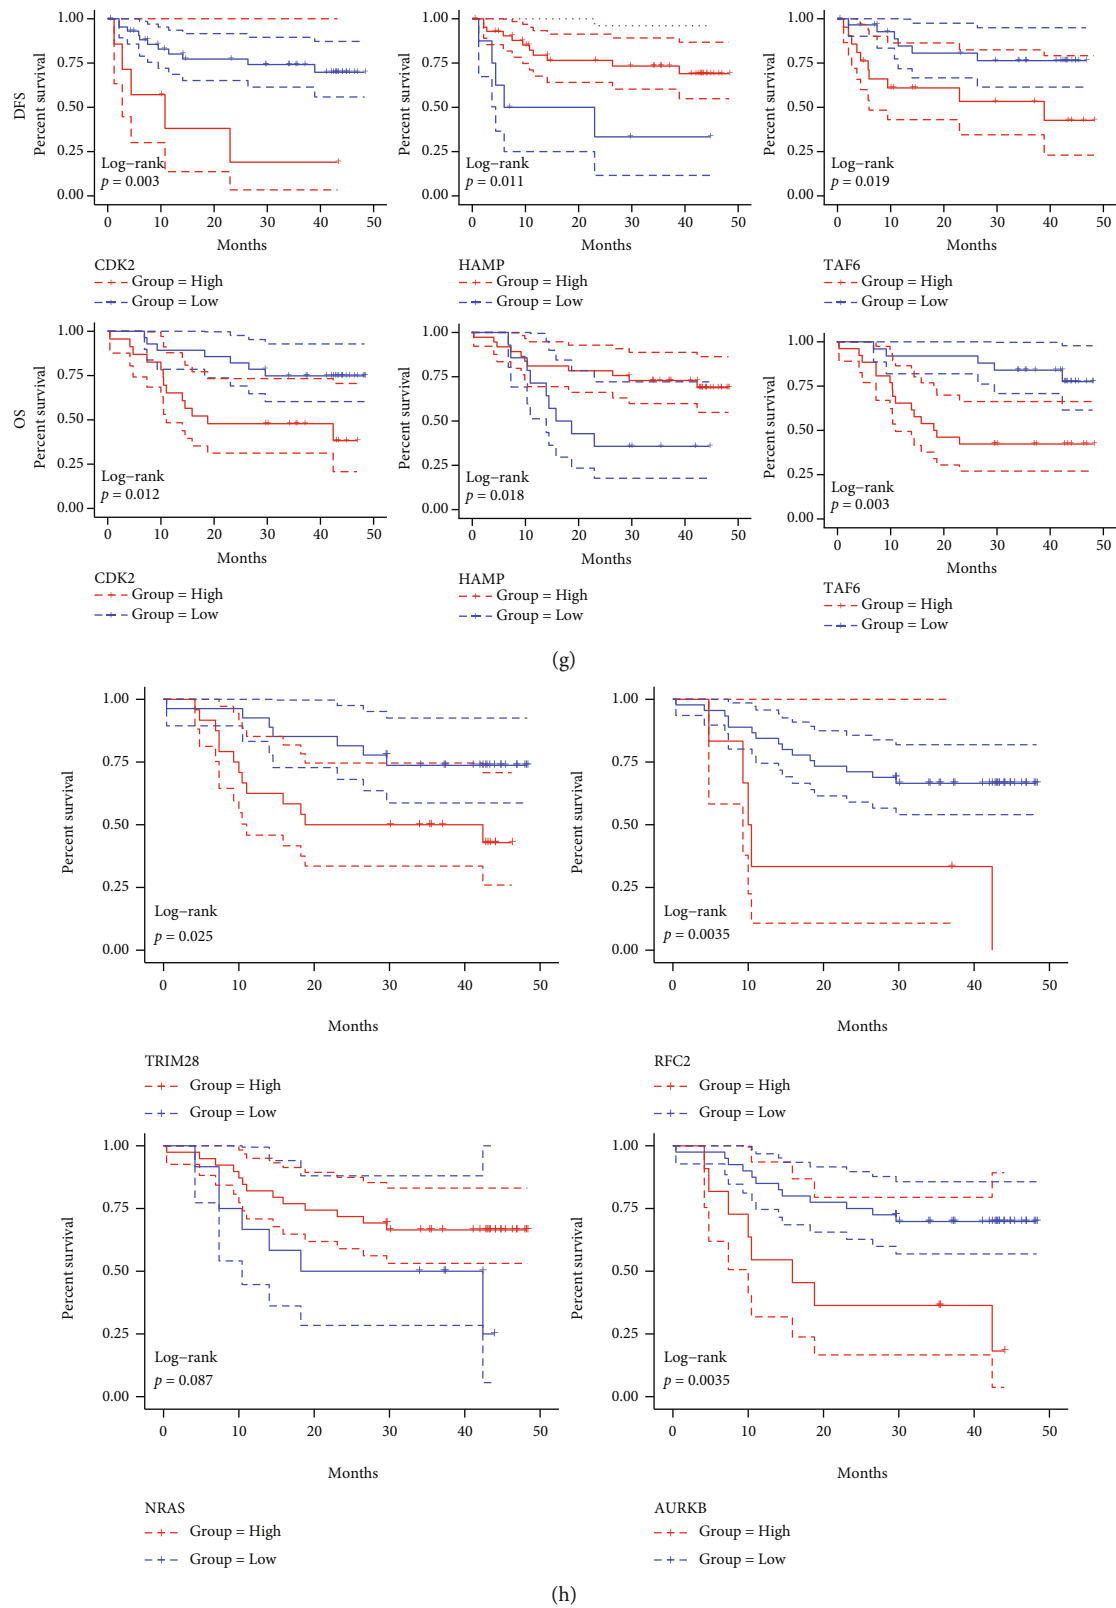 DFS
Percent survival
1.00
0.75
0.50
0.25
0.00
Log-rank
p = 0.003
0 10 20 30 40 50
Months
CDK2
Group = High
Group = Low
Percent survival
1.00
0.75
0.50
0.25
0.00
Log-rank
p = 0.011
0 10 20 30 40 50
Months
HAMP
Group = High
Group = Low
Percent survival
1.00
0.75
0.50
0.25
0.00
Log-rank
p = 0.019
0 10 20 30 40 50
Months
TAF6
Group = High
Group = Low
OS
Percent survival
1.00
0.75
0.50
0.25
0.00
Log-rank
p = 0.012
0 10 20 30 40 50
Months
CDK2
Group = High
Group = Low
Percent survival
1.00
0.75
0.50
0.25
0.00
Log-rank
p = 0.018
0 10 20 30 40 50
Months
HAMP
Group = High
Group = Low
Percent survival
1.00
0.75
0.50
0.25
0.00
Log-rank
p = 0.003
0 10 20 30 40 50
Months
TAF6
Group = High
Group = Low
(g)
Percent survival
1.00
0.75
0.50
0.25
0.00
Log-rank
p = 0.025
0 10 20 30 40 50
Months
TRIM28
Group = High
Group = Low
Percent survival
1.00
0.75
0.50
0.25
0.00
Log-rank
p = 0.0035
0 10 20 30 40 50
Months
RFC2
Group = High
Group = Low
Percent survival
1.00
0.75
0.50
0.25
0.00
Log-rank
p = 0.087
0 10 20 30 40 50
Months
NRAS
Group = High
Group = Low
Percent survival
1.00
0.75
0.50
0.25
0.00
Log-rank
p = 0.0035
0 10 20 30 40 50
Months
AURKB
Group = High
Group = Low
(h)